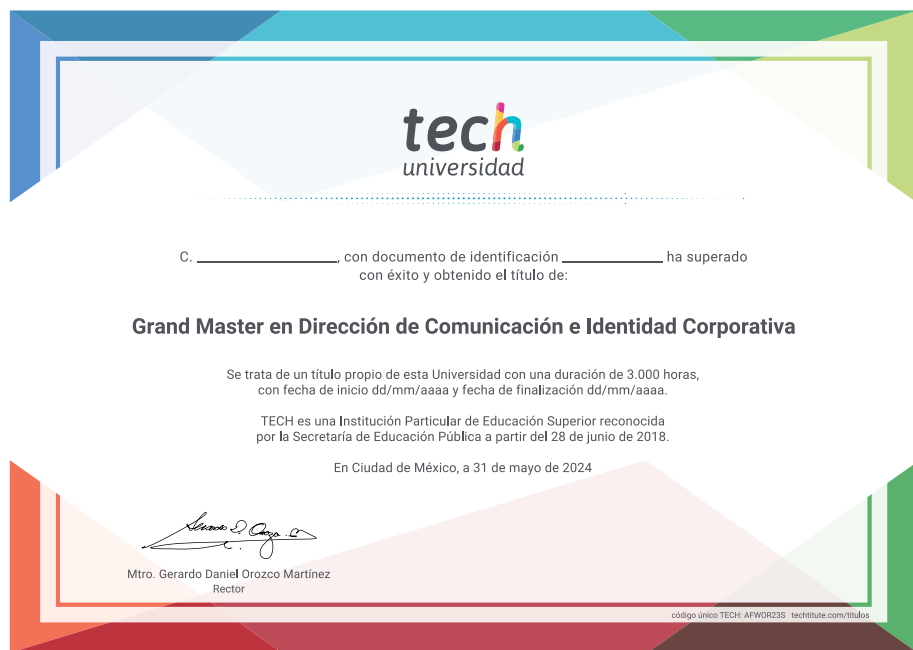 tech
universidad
C. ____________________, con documento de identificación ______________ ha superado
con éxito y obtenido el título de:
Grand Master en Dirección de Comunicación e Identidad Corporativa
Se trata de un título propio de esta Universidad con una duración de 3.000 horas,
con fecha de inicio dd/mm/aaaa y fecha de finalización dd/mm/aaaa.
TECH es una Institución Particular de Educación Superior reconocida
por la Secretaría de Educación Pública a partir del 28 de junio de 2018.
En Ciudad de México, a 31 de mayo de 2024
Mtro. Gerardo Daniel Orozco Martínez
Rector
código único TECH: AFWOR23S techtitute.com/titulos